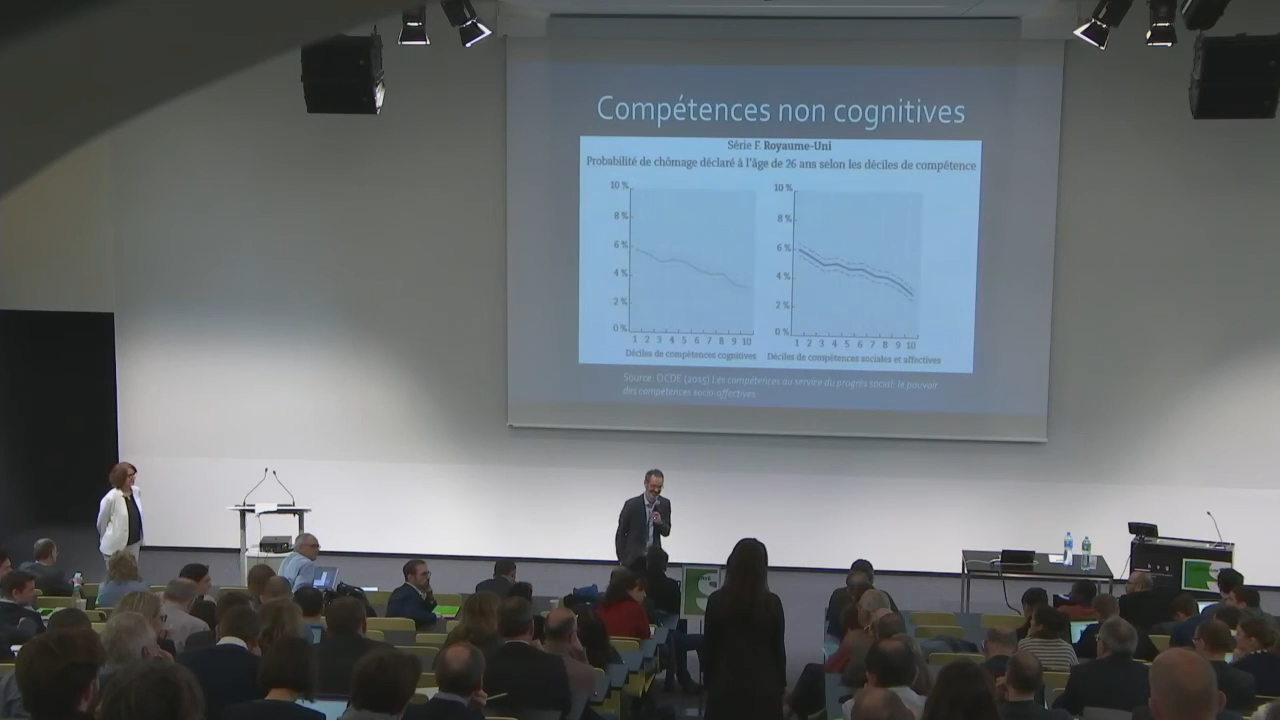 Compétences non cognitives
Série F. Royaume-Uni
Probabilité de chômage déclaré à l'âge de 26 ans selon les déciles de compétence
10 %
8 %
6 %
4 %
2 %
0 %
1 2 3 4 5 6 7 8 9 10
Déciles de compétences cognitives
10 %
8 %
6 %
4 %
2 %
0 %
1 2 3 4 5 6 7 8 9 10
Déciles de compétences sociales et affectives
Source: OCDE (2015) Les compétences au service du progrès social: le pouvoir
des compétences socio-affectives